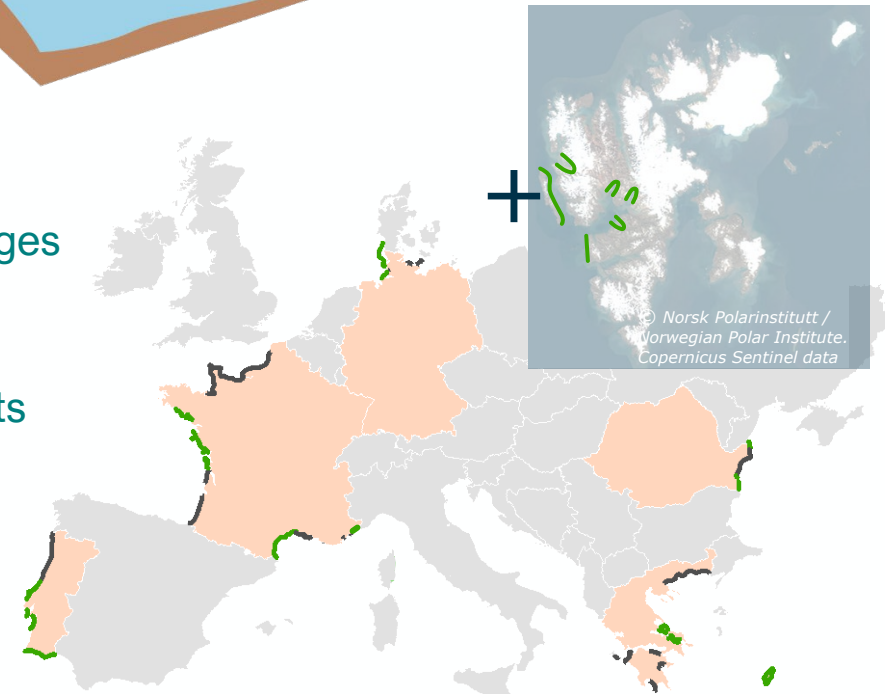 ges
ts
+
© Norsk Polarinstitutt /
Norwegian Polar Institute.
Copernicus Sentinel data